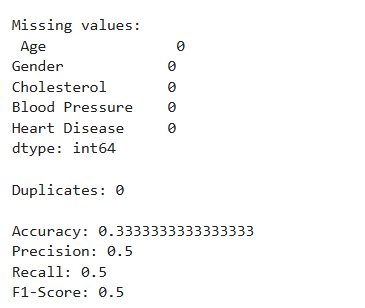 Missing values:
 Age               0
Gender            0
Cholesterol       0
Blood Pressure    0
Heart Disease     0
dtype: int64

Duplicates: 0

Accuracy: 0.3333333333333333
Precision: 0.5
Recall: 0.5
F1-Score: 0.5